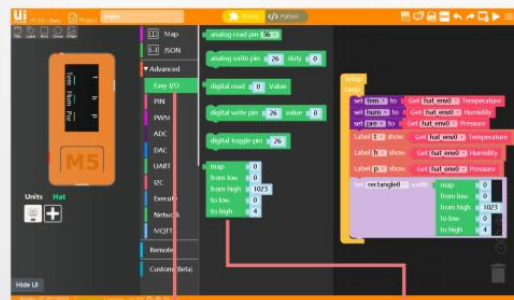 Ui
Project
Python
Map
JSON
Advanced
Easy I/O
PIN
PWM
ADC
DAC
UART
I2C
Execute
Network
MQTT
Remote
Custom (Beta)
analog read pin 36
analog write pin 26 duty 0
digital read 0 Value
digital write pin 26 value 0
digital toggle pin 26
map 0
from low 0
from high 1023
to low 0
to high 4
M5
Units Hat
Hide UI
Setup
Loop
set tem to Get hat_env0 Temperature
set hum to Get hat_env0 Humidity
set pre to Get hat_env0 Pressure
Label t show Get hat_env0 Temperature
Label h show Get hat_env0 Humidity
Label p show Get hat_env0 Pressure
Set rectangle0 width map 0
from low 0
from high 1023
to low 0
to high 4